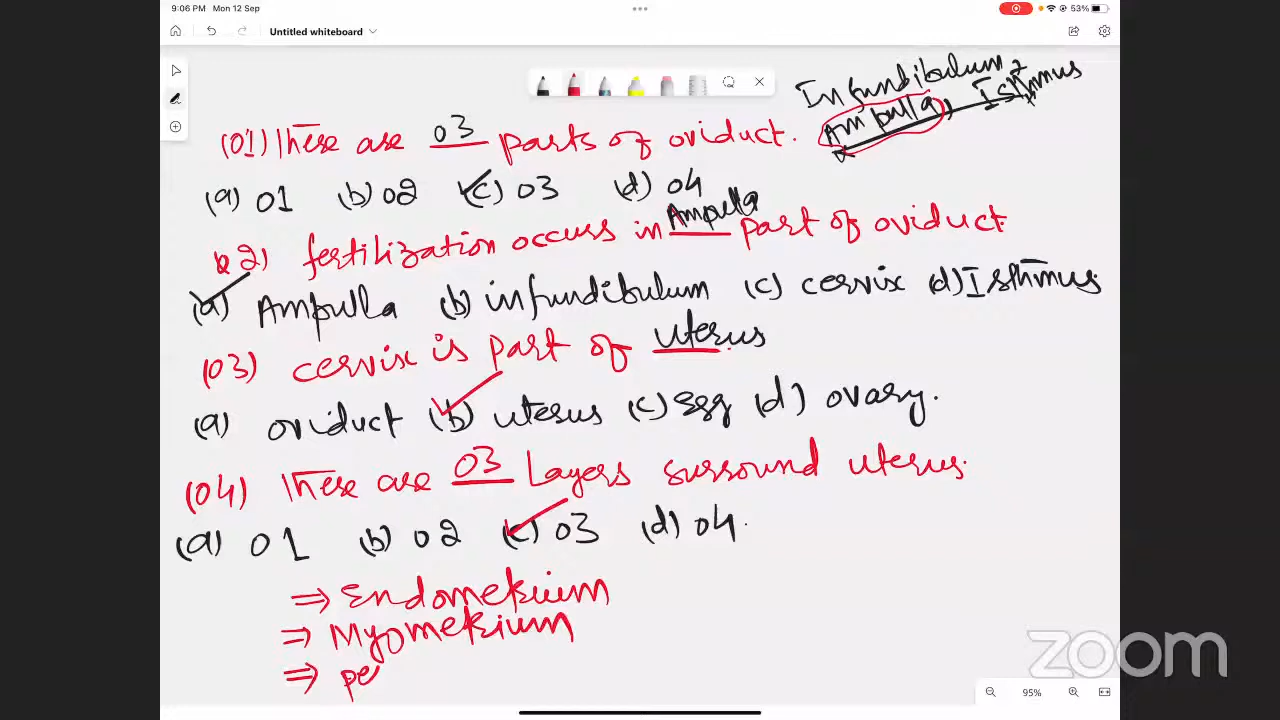 9:06 PM Mon 12 Sep
53%
Untitled whiteboard
Infundibulum,
Ampulla, Isthmus
(01) There are 03 parts of oviduct.
(a) 01 (b) 02 (c) 03 (d) 04
02) fertilization occurs in Ampulla part of oviduct
(a) Ampulla (b) infundibulum (c) cervix (d) Isthmus.
(03) cervix is part of uterus.
(a) oviduct (b) uterus (c) egg (d) ovary.
(04) There are 03 Layers surround uterus.
(a) 01 (b) 02 (c) 03 (d) 04.
⇒ Endometrium
⇒ Myometrium
⇒ pe
zoom
95%